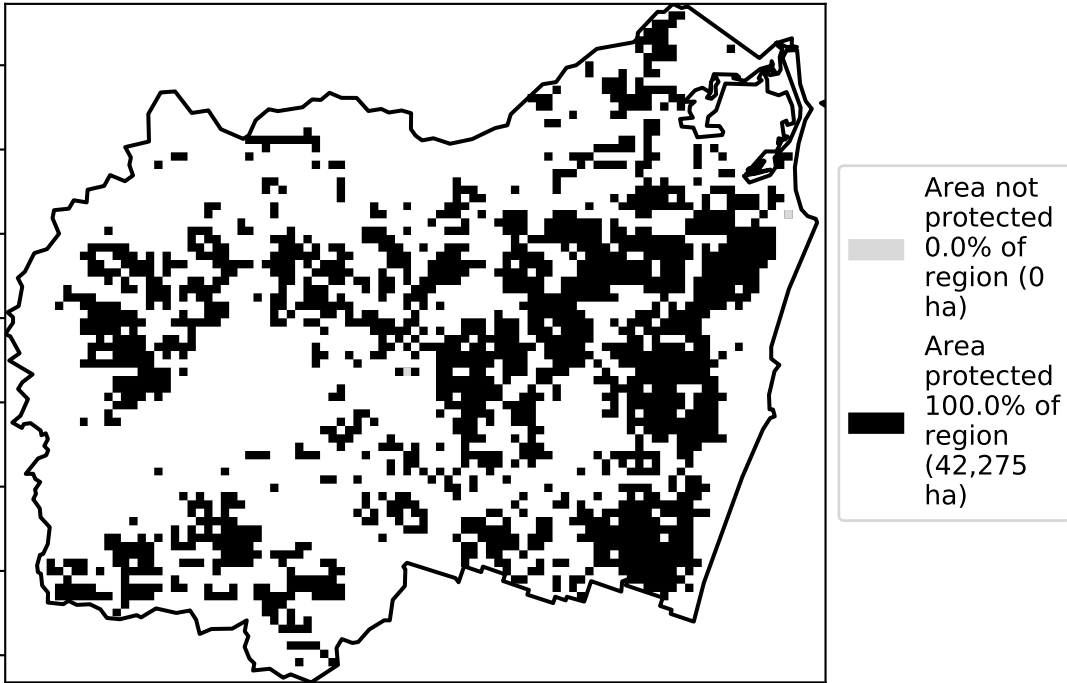 Area not
protected
0.0% of
region (0
ha)
Area
protected
100.0% of
region
(42,275
ha)